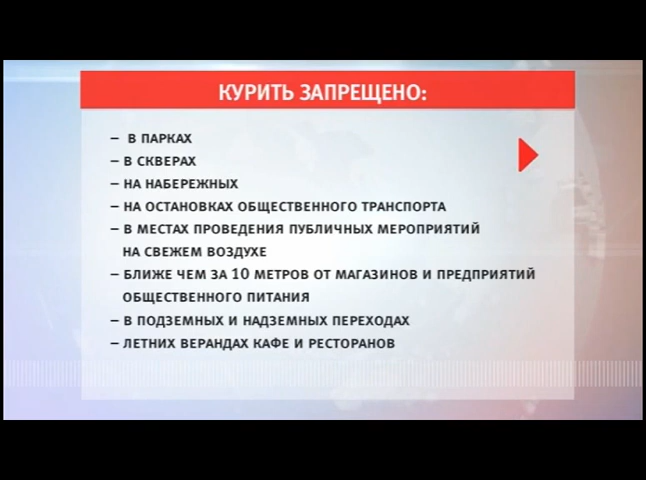 КУРИТЬ ЗАПРЕЩЕНО:
– В ПАРКАХ
– В СКВЕРАХ
– НА НАБЕРЕЖНЫХ
– НА ОСТАНОВКАХ ОБЩЕСТВЕННОГО ТРАНСПОРТА
– В МЕСТАХ ПРОВЕДЕНИЯ ПУБЛИЧНЫХ МЕРОПРИЯТИЙ
НА СВЕЖЕМ ВОЗДУХЕ
– БЛИЖЕ ЧЕМ ЗА 10 МЕТРОВ ОТ МАГАЗИНОВ И ПРЕДПРИЯТИЙ
ОБЩЕСТВЕННОГО ПИТАНИЯ
– В ПОДЗЕМНЫХ И НАДЗЕМНЫХ ПЕРЕХОДАХ
– ЛЕТНИХ ВЕРАНДАХ КАФЕ И РЕСТОРАНОВ